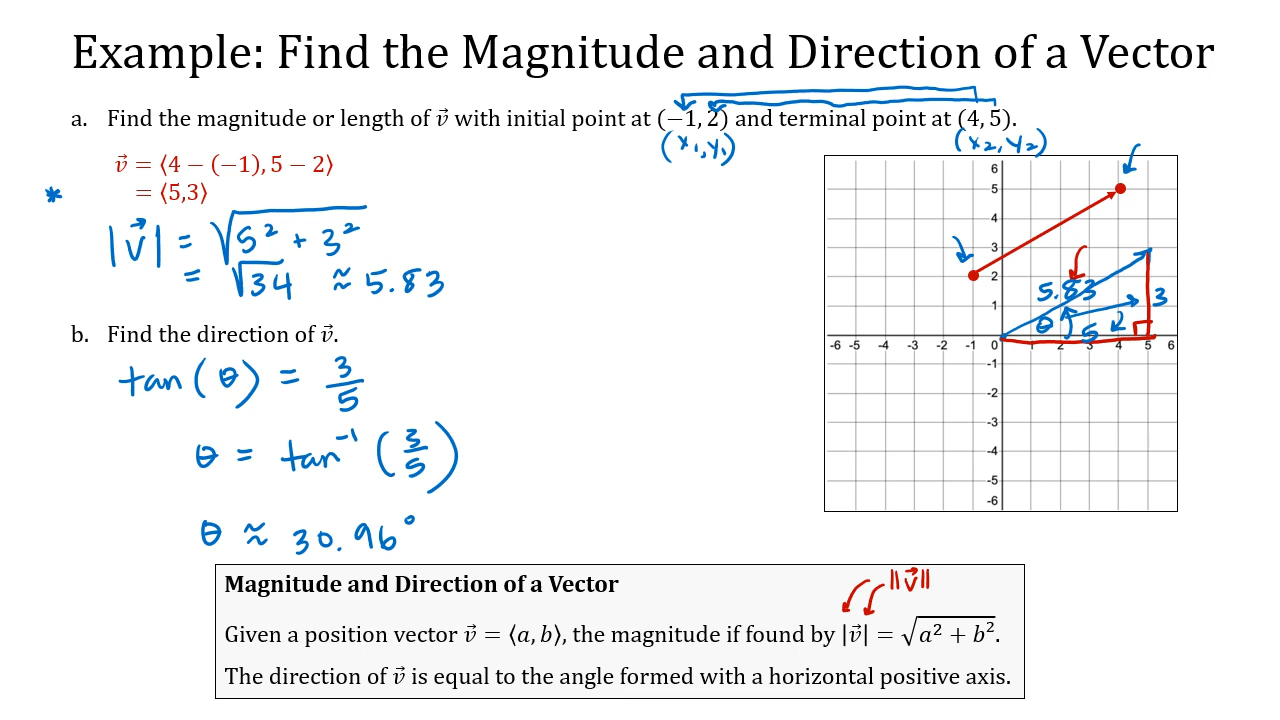 Example: Find the Magnitude and Direction of a Vector
a. Find the magnitude or length of v⃗ with initial point at (−1, 2) and terminal point at (4, 5).
(x₁, y₁) (x₂, y₂)
v⃗ = ⟨4 − (−1), 5 − 2⟩
* = ⟨5,3⟩
|v⃗| = √(5² + 3²)
= √34 ≈ 5.83
b. Find the direction of v⃗.
tan(θ) = 3/5
θ = tan⁻¹(3/5)
θ ≈ 30.96°
6
5
4
3
2
1
-6 -5 -4 -3 -2 -1 0 1 2 3 4 5 6
-1
-2
-3
-4
-5
-6
5.83
3
θ 5
Magnitude and Direction of a Vector
||v⃗||
Given a position vector v⃗ = ⟨a, b⟩, the magnitude if found by |v⃗| = √(a² + b²).
The direction of v⃗ is equal to the angle formed with a horizontal positive axis.